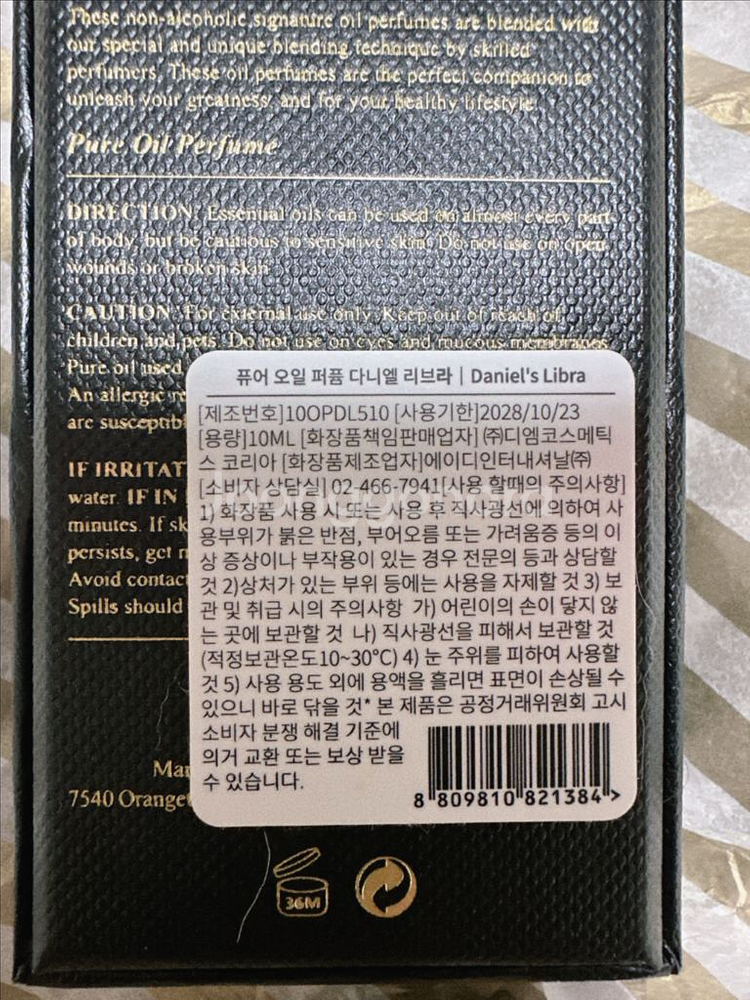 These non-alcoholic signature oil perfumes are blended with
our special and unique blending technique by skilled
perfumers. These oil perfumes are the perfect companion to
unleash your greatness and for your healthy lifestyle.
Pure Oil Perfume
DIRECTION: Essential oils can be used on almost every part
of body, but be cautious to sensitive skin. Do not use on open
wounds or broken skin
CAUTION: For external use only. Keep out of reach of
children and pets. Do not use on eyes and mucous membranes
Pure oil used
An allergic
are
IF
water. IF IN
minutes. If
persists, get
Avoid
Spills should
퓨어 오일 퍼퓸 다니엘 리브라 | Daniel's Libra
[제조번호]10OPDL510 [사용기한]2028/10/23
[용량]10ML [화장품책임판매업자] ㈜디엠코스메틱
스 코리아 [화장품제조업자]에이디인터내셔날㈜
[소비자 상담실] 02-466-7941[사용 할때의 주의사항]
1) 화장품 사용 시 또는 사용 후 직사광선에 의하여 사
용부위가 붉은 반점, 부어오름 또는 가려움증 등의 이
상 증상이나 부작용이 있는 경우 전문의 등과 상담할
것 2)상처가 있는 부위 등에는 사용을 자제할 것 3) 보
관 및 취급 시의 주의사항 가) 어린이의 손이 닿지 않
는 곳에 보관할 것 나) 직사광선을 피해서 보관할 것
(적정보관온도10~30℃) 4) 눈 주위를 피하여 사용할
것 5) 사용 용도 외에 용액을 흘리면 표면이 손상될 수
있으니 바로 닦을 것* 본 제품은 공정거래위원회 고시
소비자 분쟁 해결 기준에
의거 교환 또는 보상 받을
수 있습니다.
8 809810 821384 >
7540
36M